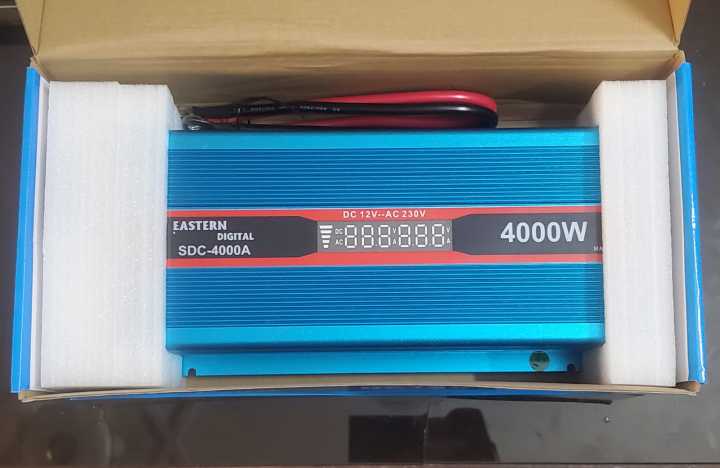 DC 12V--AC 230V
EASTERN
DIGITAL
SDC-4000A
DC 888 V 888 V
AC A A
4000W